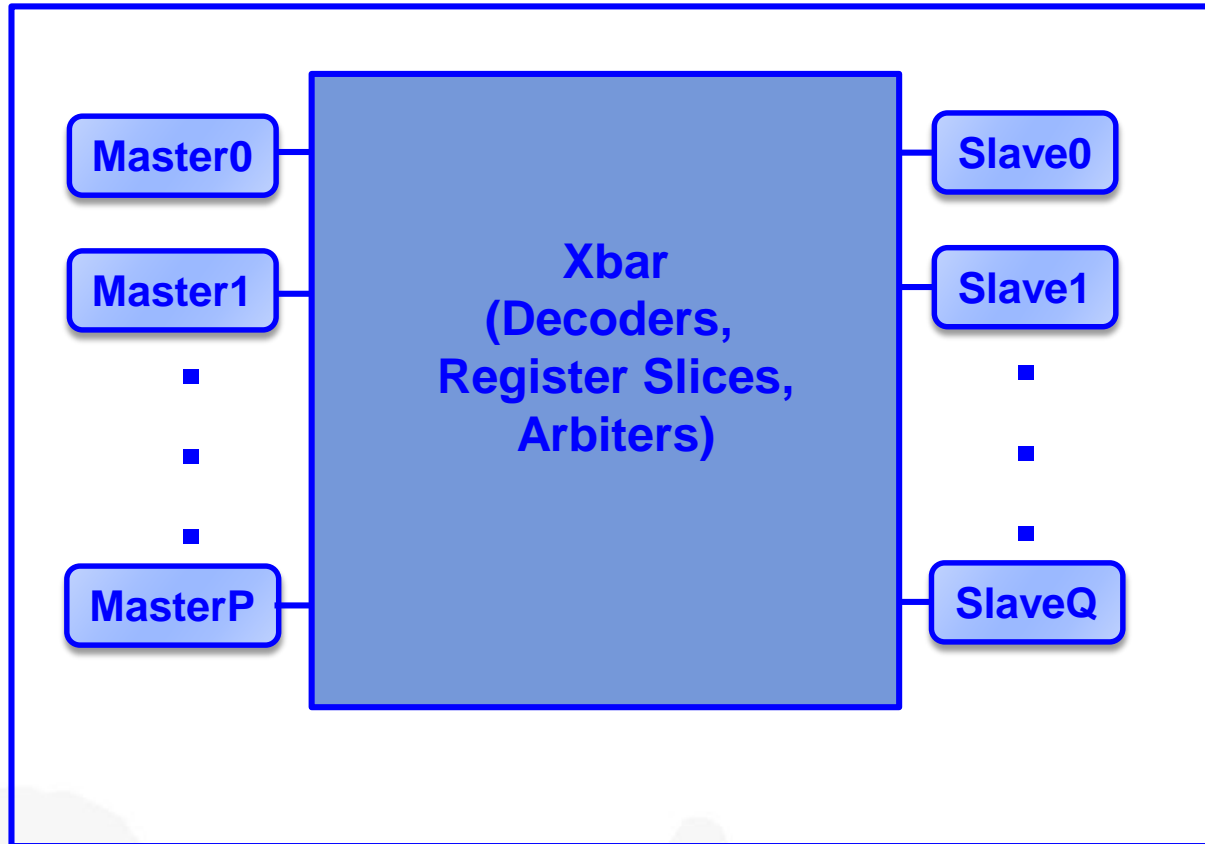 Master0
Master1
MasterP
Xbar
(Decoders,
Register Slices,
Arbiters)
Slave0
Slave1
SlaveQ